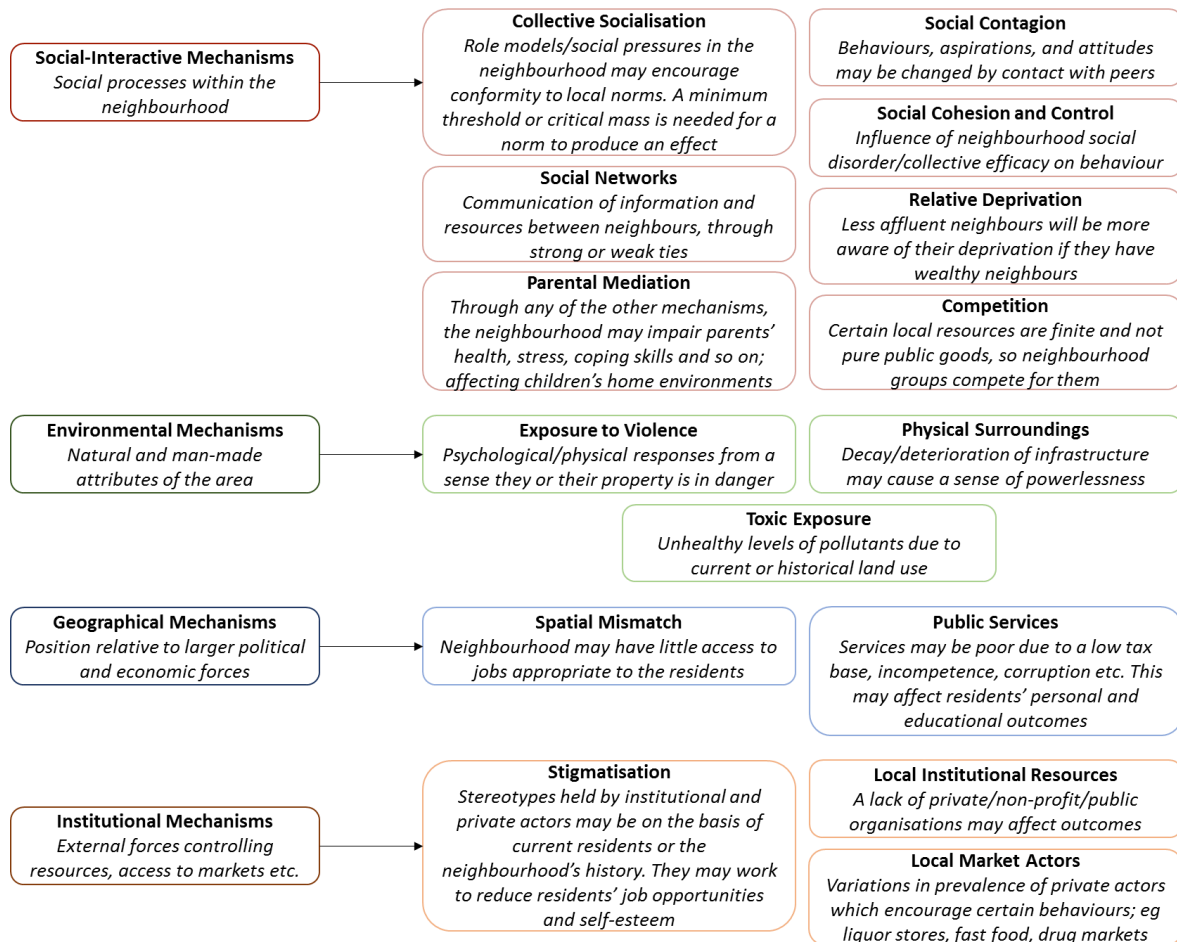 Social-Interactive Mechanisms
Social processes within the
neighbourhood
Collective Socialisation
Role models/social pressures in the
neighbourhood may encourage
conformity to local norms. A minimum
threshold or critical mass is needed for a
norm to produce an effect
Social Contagion
Behaviours, aspirations, and attitudes
may be changed by contact with peers
Social Cohesion and Control
Influence of neighbourhood social
disorder/collective efficacy on behaviour
Social Networks
Communication of information and
resources between neighbours, through
strong or weak ties
Relative Deprivation
Less affluent neighbours will be more
aware of their deprivation if they have
wealthy neighbours
Parental Mediation
Through any of the other mechanisms,
the neighbourhood may impair parents’
health, stress, coping skills and so on;
affecting children’s home environments
Competition
Certain local resources are finite and not
pure public goods, so neighbourhood
groups compete for them
Environmental Mechanisms
Natural and man-made
attributes of the area
Exposure to Violence
Psychological/physical responses from a
sense they or their property is in danger
Physical Surroundings
Decay/deterioration of infrastructure
may cause a sense of powerlessness
Toxic Exposure
Unhealthy levels of pollutants due to
current or historical land use
Geographical Mechanisms
Position relative to larger political
and economic forces
Spatial Mismatch
Neighbourhood may have little access to
jobs appropriate to the residents
Public Services
Services may be poor due to a low tax
base, incompetence, corruption etc. This
may affect residents’ personal and
educational outcomes
Institutional Mechanisms
External forces controlling
resources, access to markets etc.
Stigmatisation
Stereotypes held by institutional and
private actors may be on the basis of
current residents or the
neighbourhood’s history. They may work
to reduce residents’ job opportunities
and self-esteem
Local Institutional Resources
A lack of private/non-profit/public
organisations may affect outcomes
Local Market Actors
Variations in prevalence of private actors
which encourage certain behaviours; eg
liquor stores, fast food, drug markets